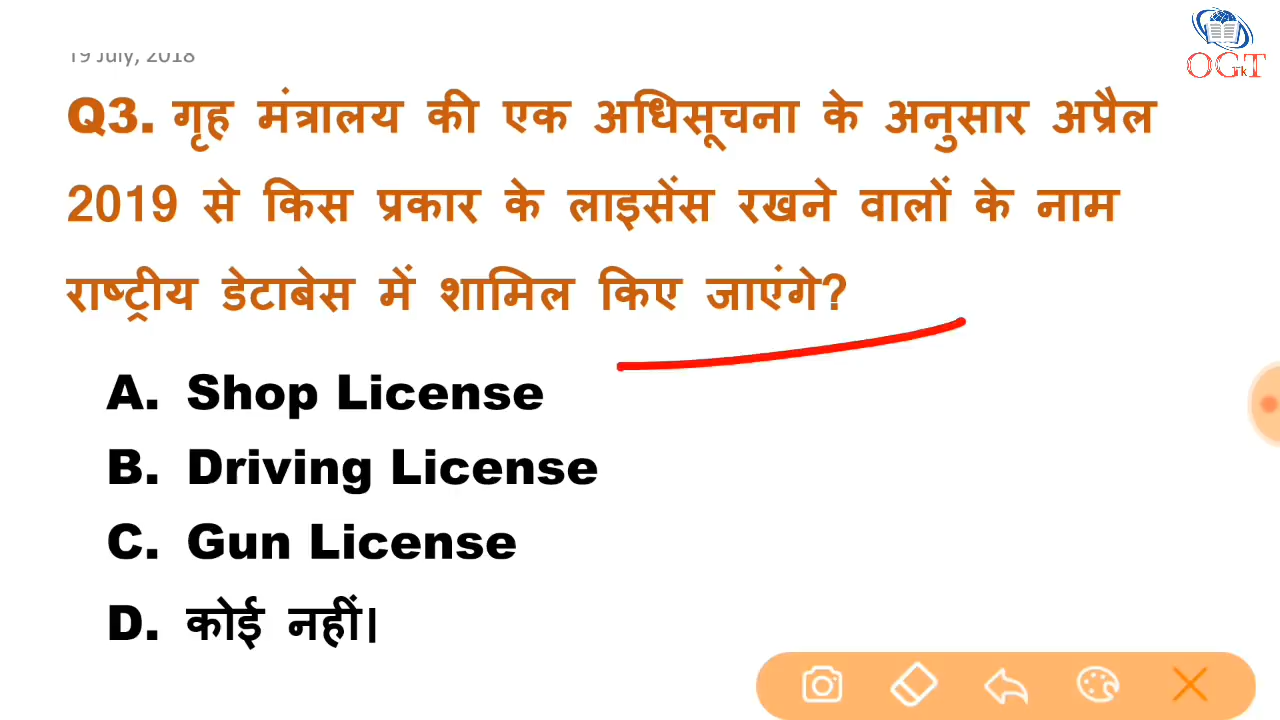 OGT
19 July, 2018
Q3. गृह मंत्रालय की एक अधिसूचना के अनुसार अप्रैल
2019 से किस प्रकार के लाइसेंस रखने वालों के नाम
राष्ट्रीय डेटाबेस में शामिल किए जाएंगे?
A. Shop License
B. Driving License
C. Gun License
D. कोई नहीं।